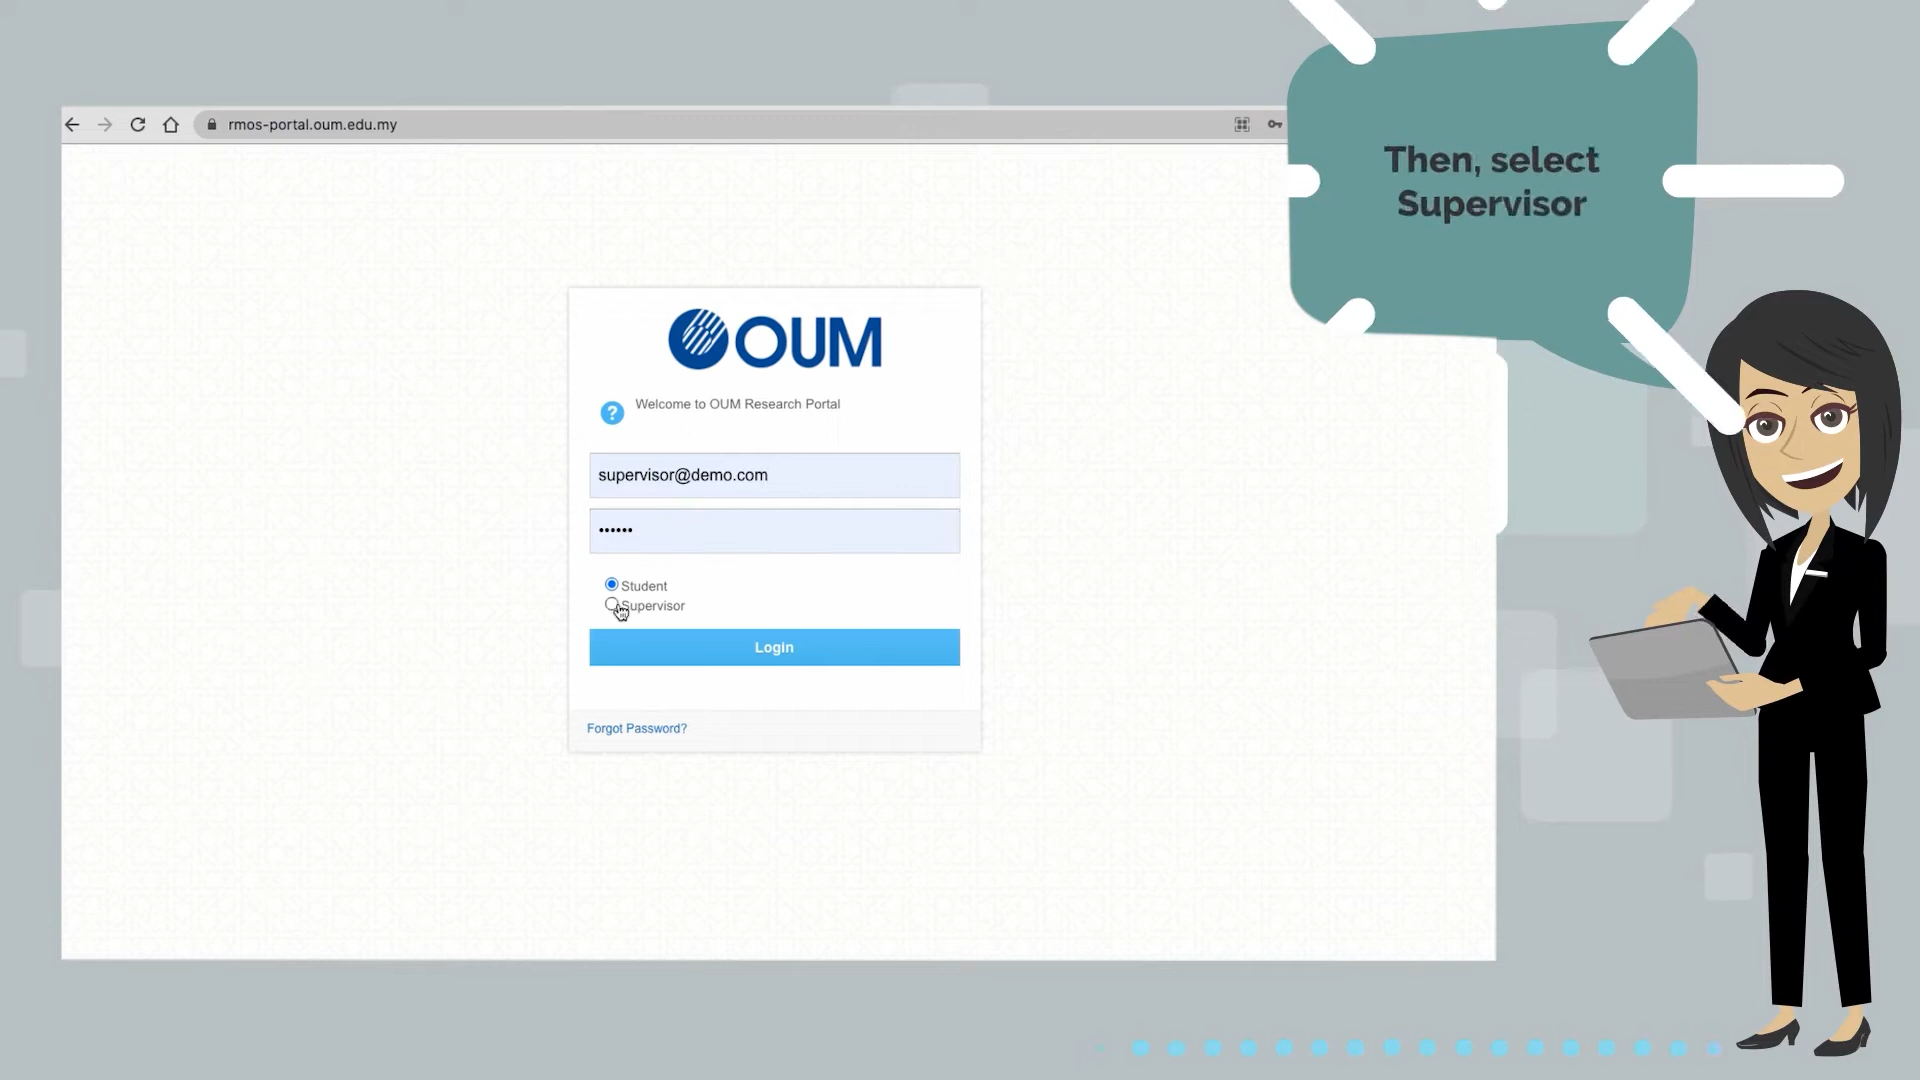 rmos-portal.oum.edu.my
Then, select
Supervisor
OUM
?
Welcome to OUM Research Portal
supervisor@demo.com
••••••
Student
Supervisor
Login
Forgot Password?